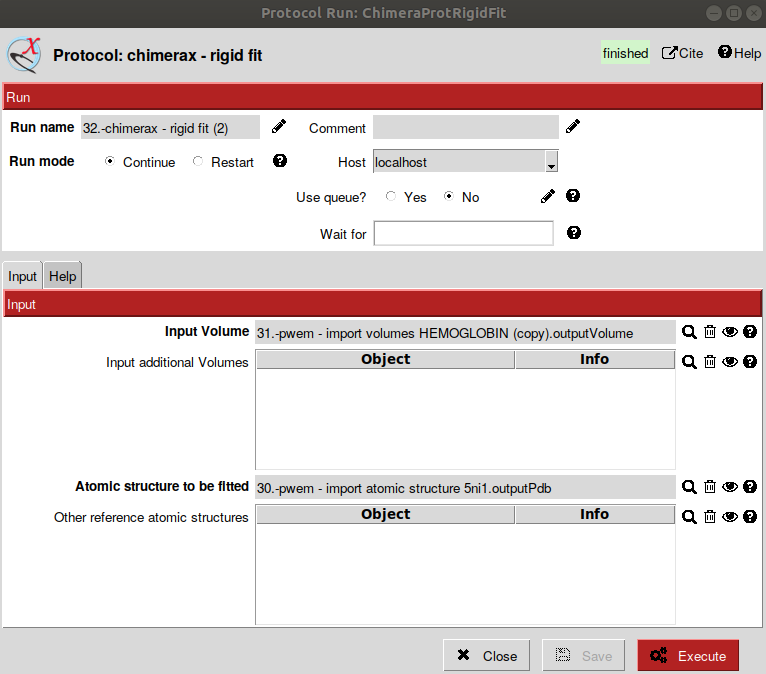 Protocol Run: ChimeraProtRigidFit
Protocol: chimerax - rigid fit
finished Cite Help
Run
Run name 32.-chimerax - rigid fit (2) Comment
Run mode Continue Restart Host localhost
Use queue? Yes No
Wait for
Input Help
Input
Input Volume 31.-pwem - import volumes HEMOGLOBIN (copy).outputVolume
Input additional Volumes Object Info
Atomic structure to be fitted 30.-pwem - import atomic structure 5ni1.outputPdb
Other reference atomic structures Object Info
Close Save Execute